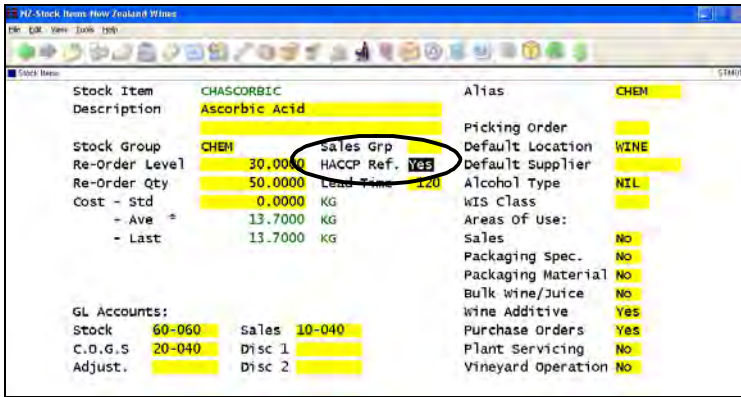 NZ-Stock Items-New Zealand Wines
File Edit View Tools Help
Stock Items
Stock Item CHASCORBIC Alias CHEM
Description Ascorbic Acid
Picking Order
Stock Group CHEM Sales Grp Default Location WINE
Re-Order Level 30.0000 HACCP Ref. Yes Default Supplier
Re-Order Qty 50.0000 Lead Time 120 Alcohol Type NIL
Cost - Std 0.0000 KG WIS Class
- Ave 13.7000 KG Areas Of Use:
- Last 13.7000 KG Sales No
Packaging Spec. No
Packaging Material No
Bulk Wine/Juice No
GL Accounts: Wine Additive Yes
Stock 60-060 Sales 10-040 Purchase Orders Yes
C.O.G.S 20-040 Disc 1 Plant Servicing No
Adjust. Disc 2 Vineyard Operation No